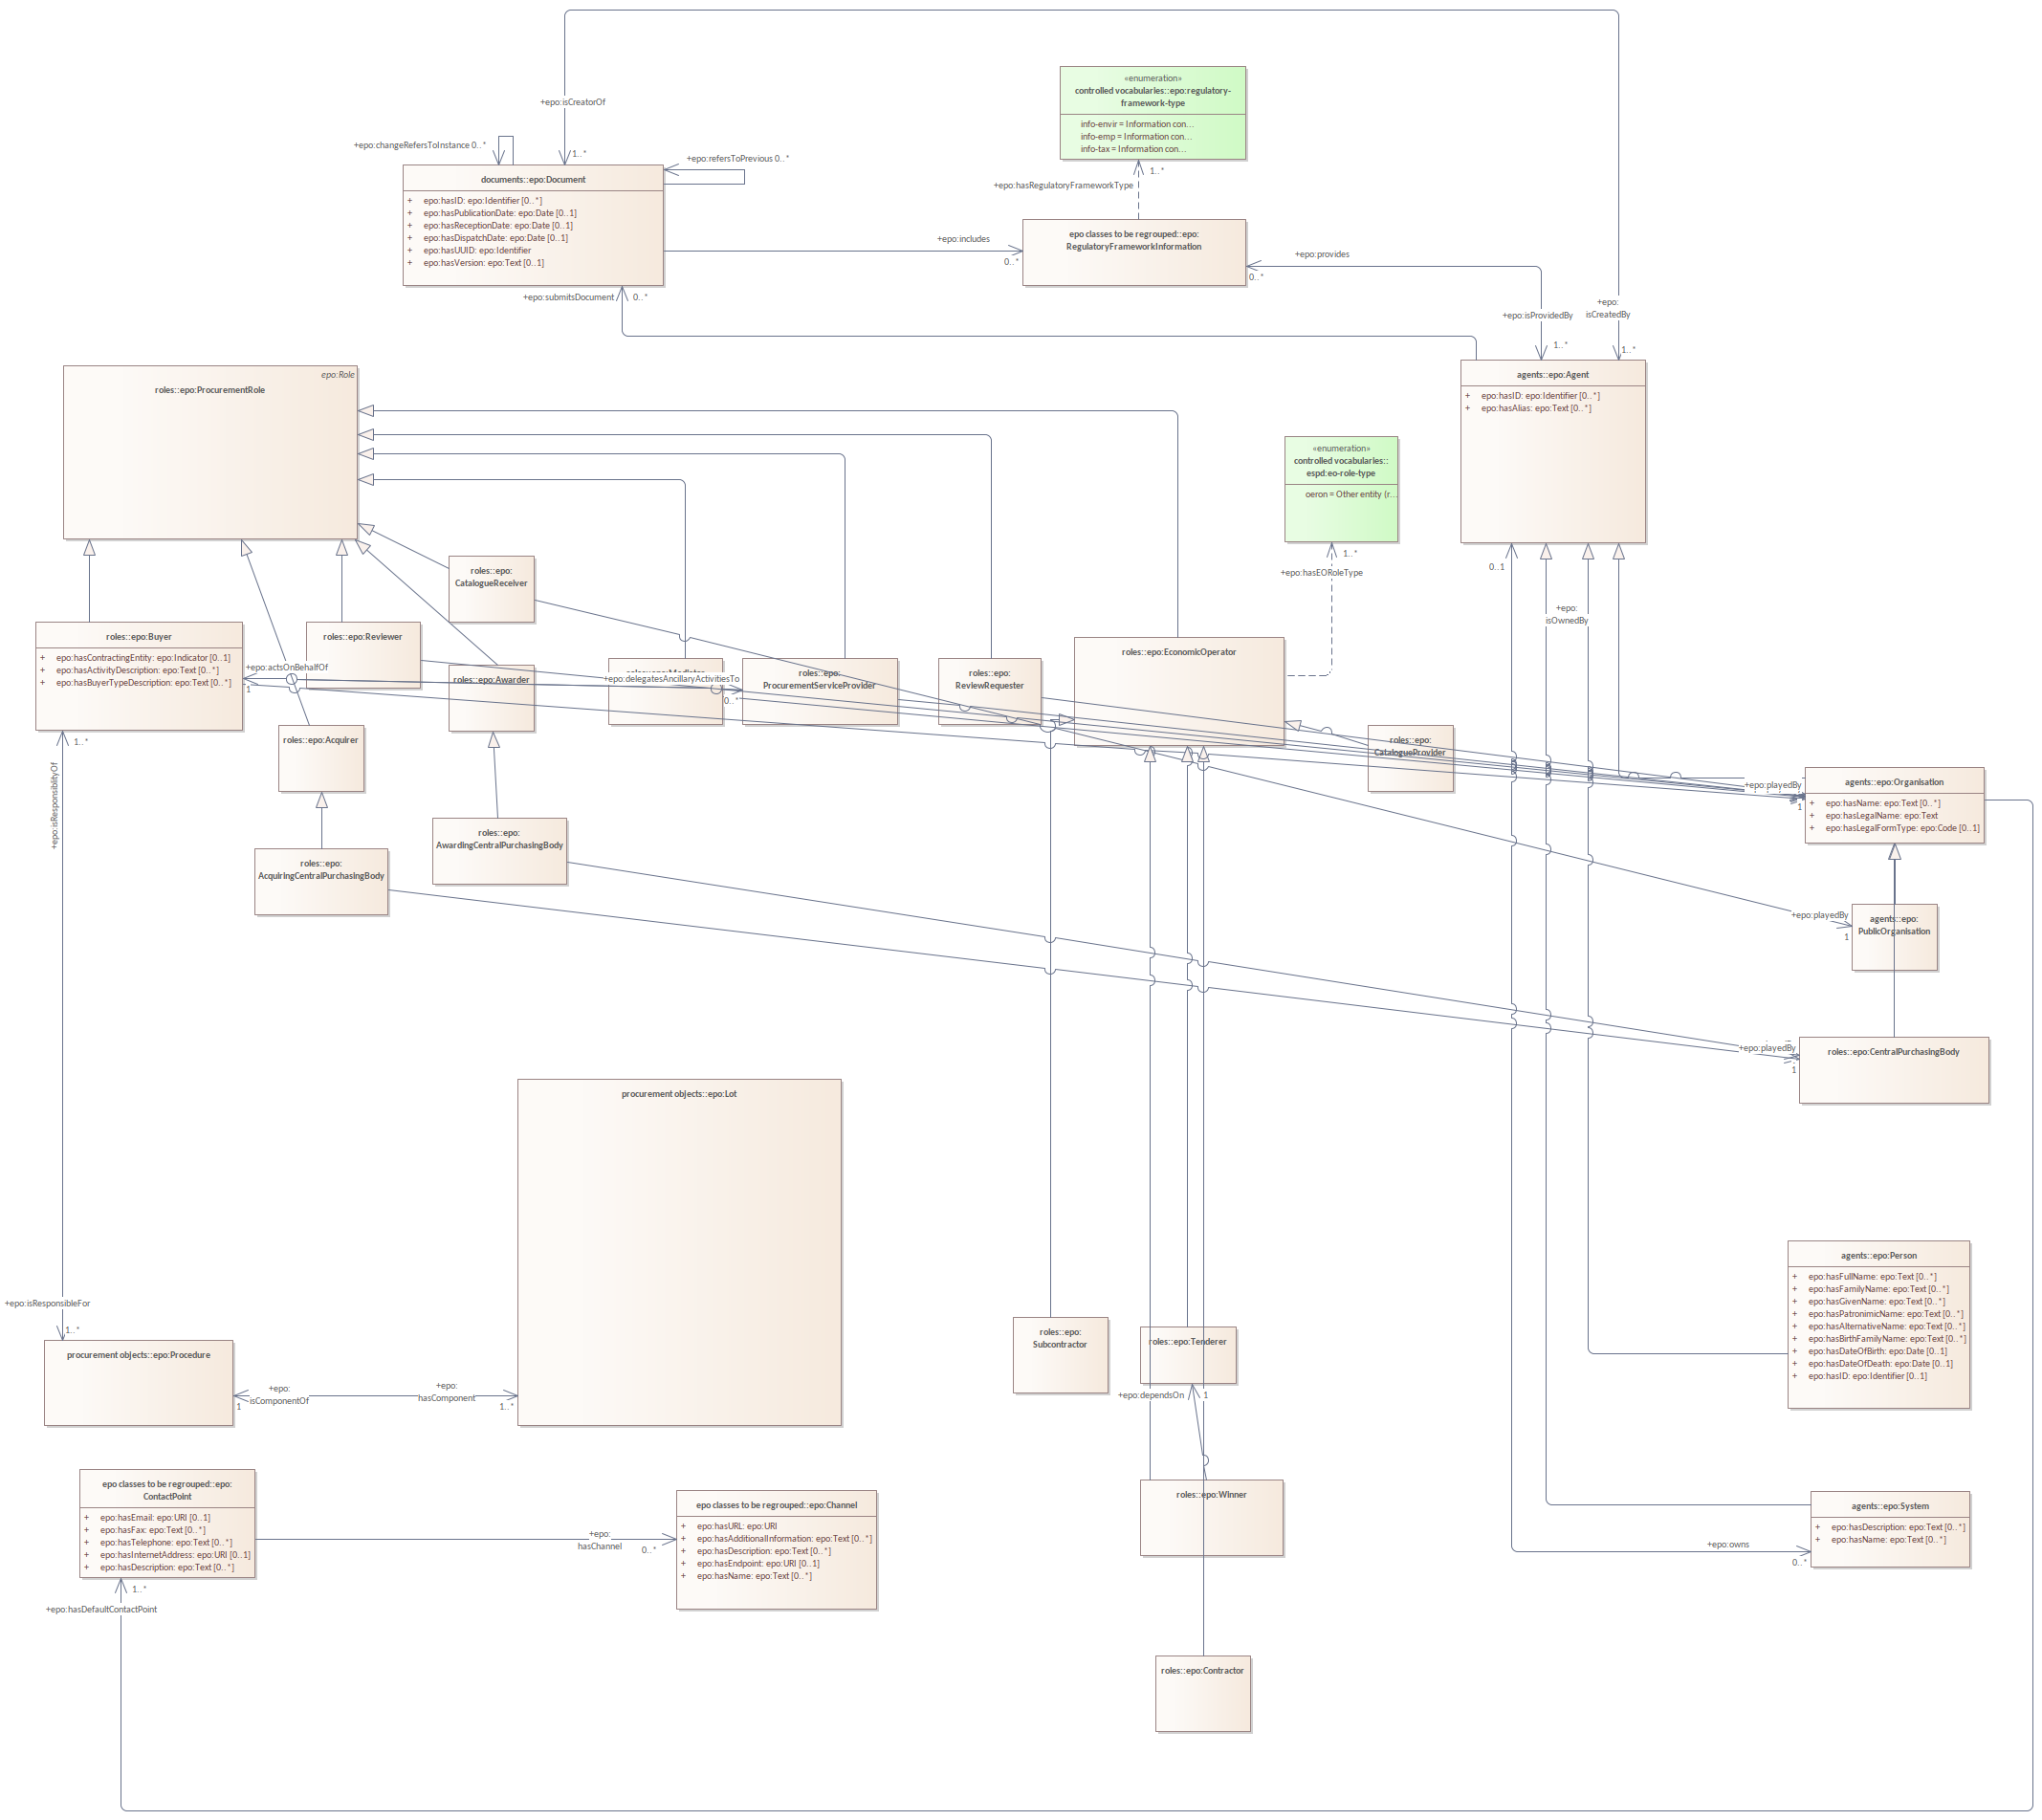 +epo:isCreatorOf
1..*
+epo:changeRefersToInstance 0..*
+epo:refersToPrevious 0..*
documents::epo:Document
+ epo:hasID: epo:Identifier [0..*]
+ epo:hasPublicationDate: epo:Date [0..1]
+ epo:hasReceptionDate: epo:Date [0..1]
+ epo:hasDispatchDate: epo:Date [0..1]
+ epo:hasUUID: epo:Identifier
+ epo:hasVersion: epo:Text [0..1]
«enumeration»
controlled vocabularies::epo:regulatory-
framework-type
info-envir = Information con...
info-emp = Information con...
info-tax = Information con...
1..*
+epo:hasRegulatoryFrameworkType
+epo:includes
0..*
epo classes to be regrouped::epo:
RegulatoryFrameworkInformation
+epo:provides
0..*
+epo:submitsDocument
0..*
+epo:isProvidedBy
1..*
+epo:
isCreatedBy
1..*
epo:Role
roles::epo:ProcurementRole
agents::epo:Agent
+ epo:hasID: epo:Identifier [0..*]
+ epo:hasAlias: epo:Text [0..*]
«enumeration»
controlled vocabularies::
espd:eo-role-type
oeron = Other entity (r...
1..*
+epo:hasEORoleType
0..1
+epo:
isOwnedBy
roles::epo:
CatalogueReceiver
roles::epo:Buyer
+ epo:hasContractingEntity: epo:Indicator [0..1]
+ epo:hasActivityDescription: epo:Text [0..*]
+ epo:hasBuyerTypeDescription: epo:Text [0..*]
roles::epo:Reviewer
+epo:actsOnBehalfOf
1
roles::epo:Awarder
+epo:delegatesAncillaryActivitiesTo
0..*
roles::epo:
ProcurementServiceProvider
roles::epo:
ReviewRequester
roles::epo:EconomicOperator
roles::epo:
CatalogueProvider
roles::epo:Acquirer
1..*
+epo:isResponsiblityOf
+epo:playedBy
1
agents::epo:Organisation
+ epo:hasName: epo:Text [0..*]
+ epo:hasLegalName: epo:Text
+ epo:hasLegalFormType: epo:Code [0..1]
roles::epo:
AwardingCentralPurchasingBody
roles::epo:
AcquiringCentralPurchasingBody
+epo:playedBy
1
agents::epo:
PublicOrganisation
+epo:playedBy
1
roles::epo:CentralPurchasingBody
procurement objects::epo:Lot
agents::epo:Person
+ epo:hasFullName: epo:Text [0..*]
+ epo:hasFamilyName: epo:Text [0..*]
+ epo:hasGivenName: epo:Text [0..*]
+ epo:hasPatronimicName: epo:Text [0..*]
+ epo:hasAlternativeName: epo:Text [0..*]
+ epo:hasBirthFamilyName: epo:Text [0..*]
+ epo:hasDateOfBirth: epo:Date [0..1]
+ epo:hasDateOfDeath: epo:Date [0..1]
+ epo:hasID: epo:Identifier [0..1]
+epo:isResponsibleFor
1..*
procurement objects::epo:Procedure
+epo:
isComponentOf
1
+epo:
hasComponent
1..*
roles::epo:
Subcontractor
roles::epo:Tenderer
+epo:dependsOn
1
epo classes to be regrouped::epo:
ContactPoint
+ epo:hasEmail: epo:URI [0..1]
+ epo:hasFax: epo:Text [0..*]
+ epo:hasTelephone: epo:Text [0..*]
+ epo:hasInternetAddress: epo:URI [0..1]
+ epo:hasDescription: epo:Text [0..*]
+epo:
hasChannel
0..*
epo classes to be regrouped::epo:Channel
+ epo:hasURL: epo:URI
+ epo:hasAdditionalInformation: epo:Text [0..*]
+ epo:hasDescription: epo:Text [0..*]
+ epo:hasEndpoint: epo:URI [0..1]
+ epo:hasName: epo:Text [0..*]
roles::epo:Winner
agents::epo:System
+ epo:hasDescription: epo:Text [0..*]
+ epo:hasName: epo:Text [0..*]
+epo:owns
0..*
1..*
+epo:hasDefaultContactPoint
roles::epo:Contractor